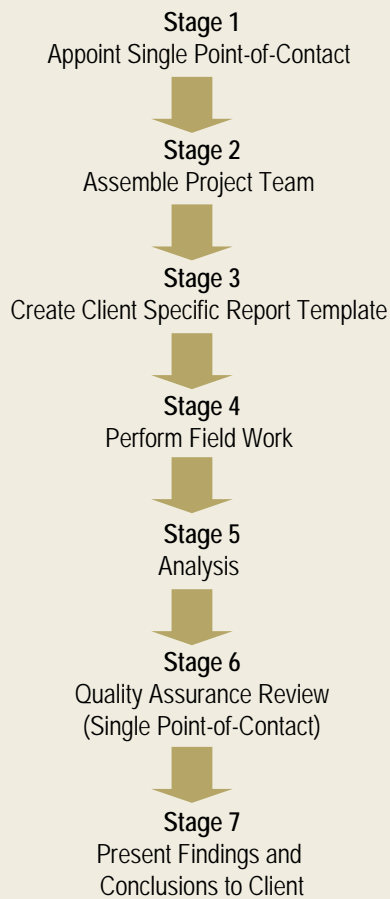 Stage 1
Appoint Single Point-of-Contact
Stage 2
Assemble Project Team
Stage 3
Create Client Specific Report Template
Stage 4
Perform Field Work
Stage 5
Analysis
Stage 6
Quality Assurance Review
(Single Point-of-Contact)
Stage 7
Present Findings and
Conclusions to Client